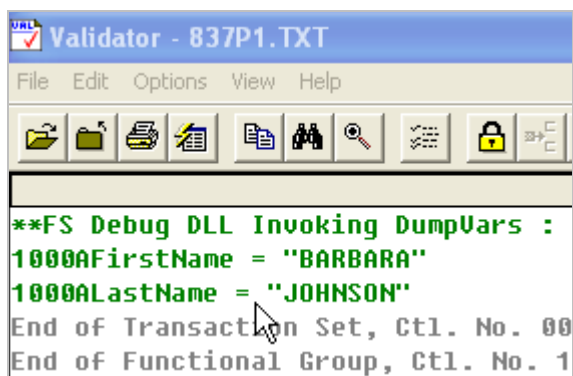 VAL
Validator - 837P1.TXT
File Edit Options View Help
**FS Debug DLL Invoking DumpVars :
1000AFirstName = "BARBARA"
1000ALastName = "JOHNSON"
End of Transaction Set, Ctl. No. 00
End of Functional Group, Ctl. No. 1